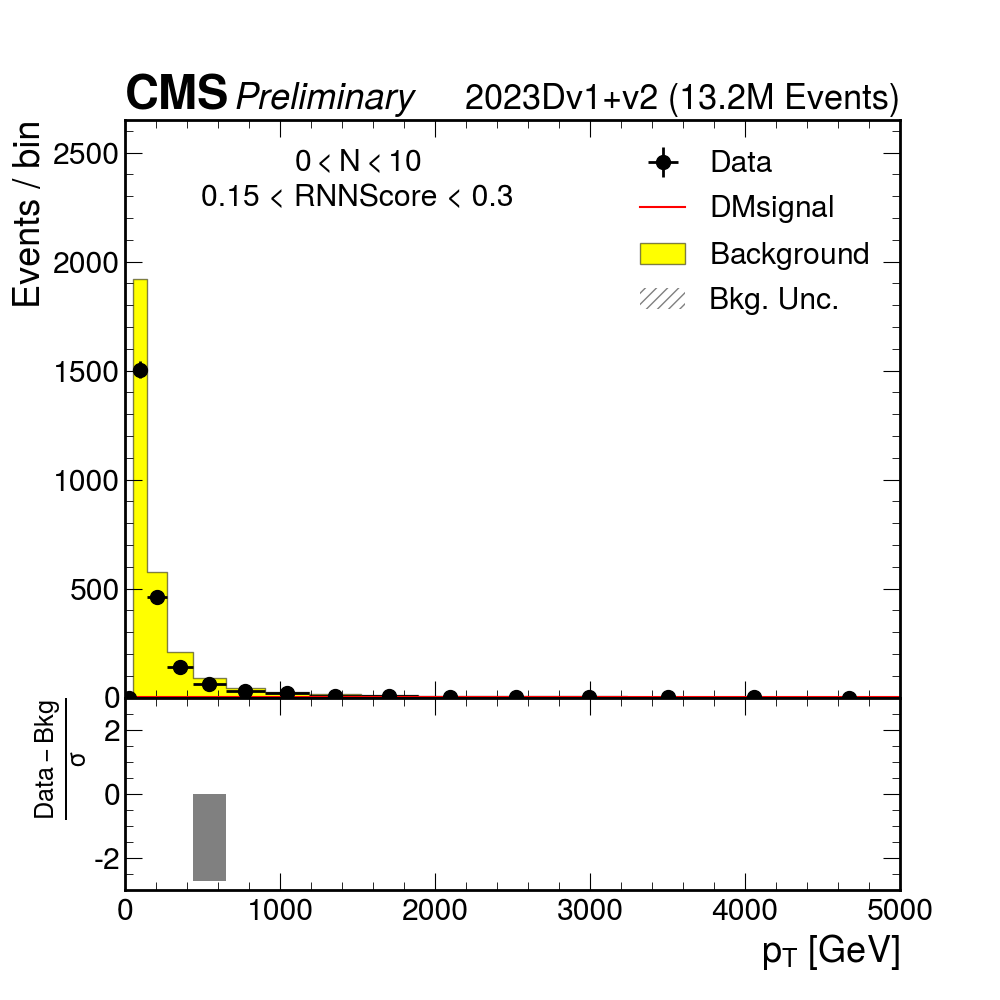 CMS Preliminary 2023Dv1+v2 (13.2M Events)
Events / bin
2500
2000
1500
1000
500
0
0 < N < 10
0.15 < RNNScore < 0.3
Data
DMsignal
Background
Bkg. Unc.
Data – Bkg
σ
2
0
-2
0 1000 2000 3000 4000 5000
p_T [GeV]